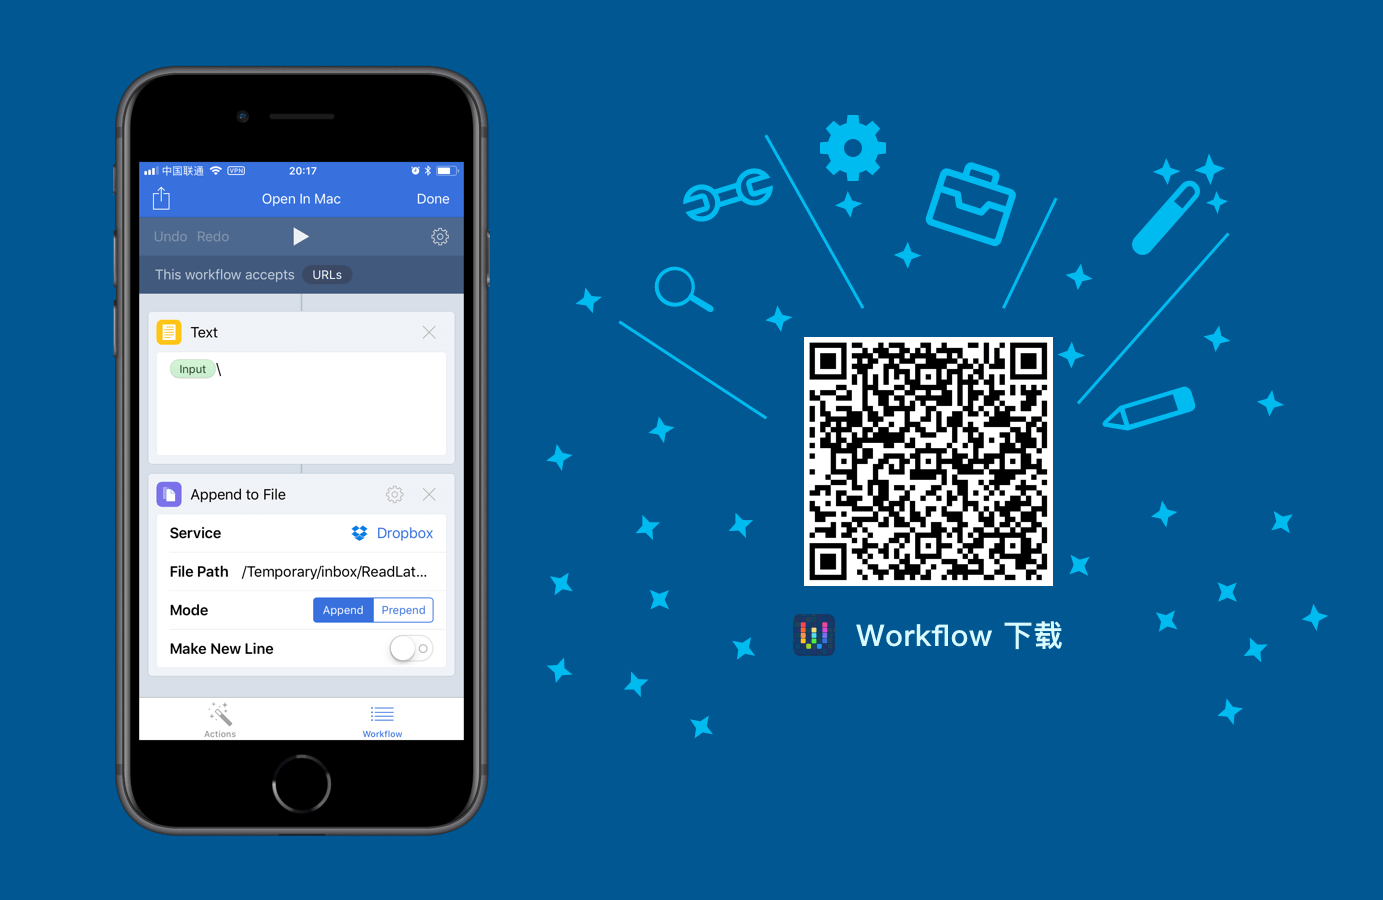 中国联通 VPN 20:17
Open In Mac Done
Undo Redo
This workflow accepts URLs
Text
Input \
Append to File
Service Dropbox
File Path /Temporary/inbox/ReadLat...
Mode Append Prepend
Make New Line
Actions Workflow
Workflow 下载